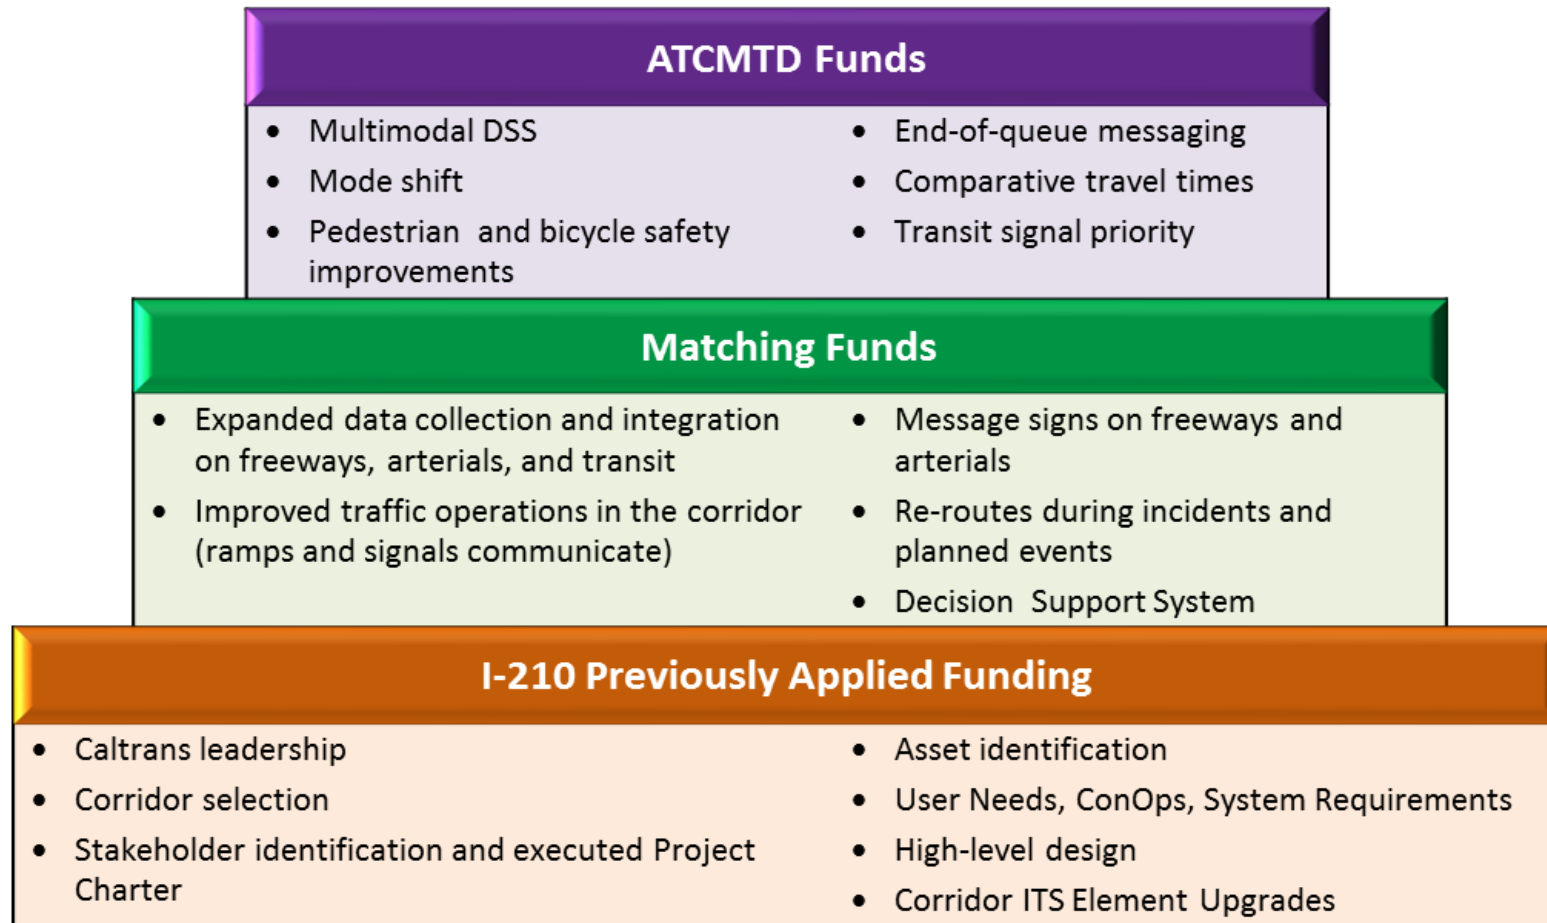 ATCMTD Funds
• Multimodal DSS
• Mode shift
• Pedestrian and bicycle safety
improvements
• End-of-queue messaging
• Comparative travel times
• Transit signal priority
Matching Funds
• Expanded data collection and integration
on freeways, arterials, and transit
• Improved traffic operations in the corridor
(ramps and signals communicate)
• Message signs on freeways and
arterials
• Re-routes during incidents and
planned events
• Decision Support System
I-210 Previously Applied Funding
• Caltrans leadership
• Corridor selection
• Stakeholder identification and executed Project
Charter
• Asset identification
• User Needs, ConOps, System Requirements
• High-level design
• Corridor ITS Element Upgrades